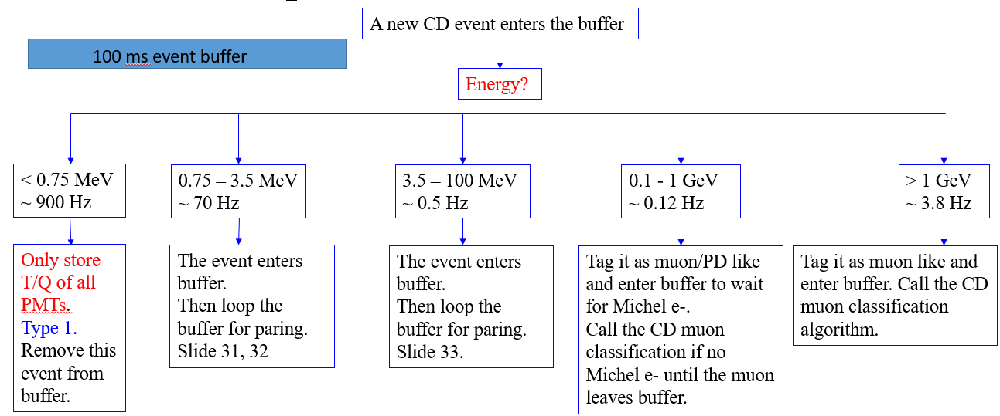 A new CD event enters the buffer
100 ms event buffer
Energy?
< 0.75 MeV
~ 900 Hz
0.75 – 3.5 MeV
~ 70 Hz
3.5 – 100 MeV
~ 0.5 Hz
0.1 - 1 GeV
~ 0.12 Hz
> 1 GeV
~ 3.8 Hz
Only store
T/Q of all
PMTs.
Type 1.
Remove this
event from
buffer.
The event enters
buffer.
Then loop the
buffer for paring.
Slide 31, 32
The event enters
buffer.
Then loop the
buffer for paring.
Slide 33.
Tag it as muon/PD like
and enter buffer to wait
for Michel e-.
Call the CD muon
classification if no
Michel e- until the muon
leaves buffer.
Tag it as muon like and
enter buffer. Call the CD
muon classification
algorithm.